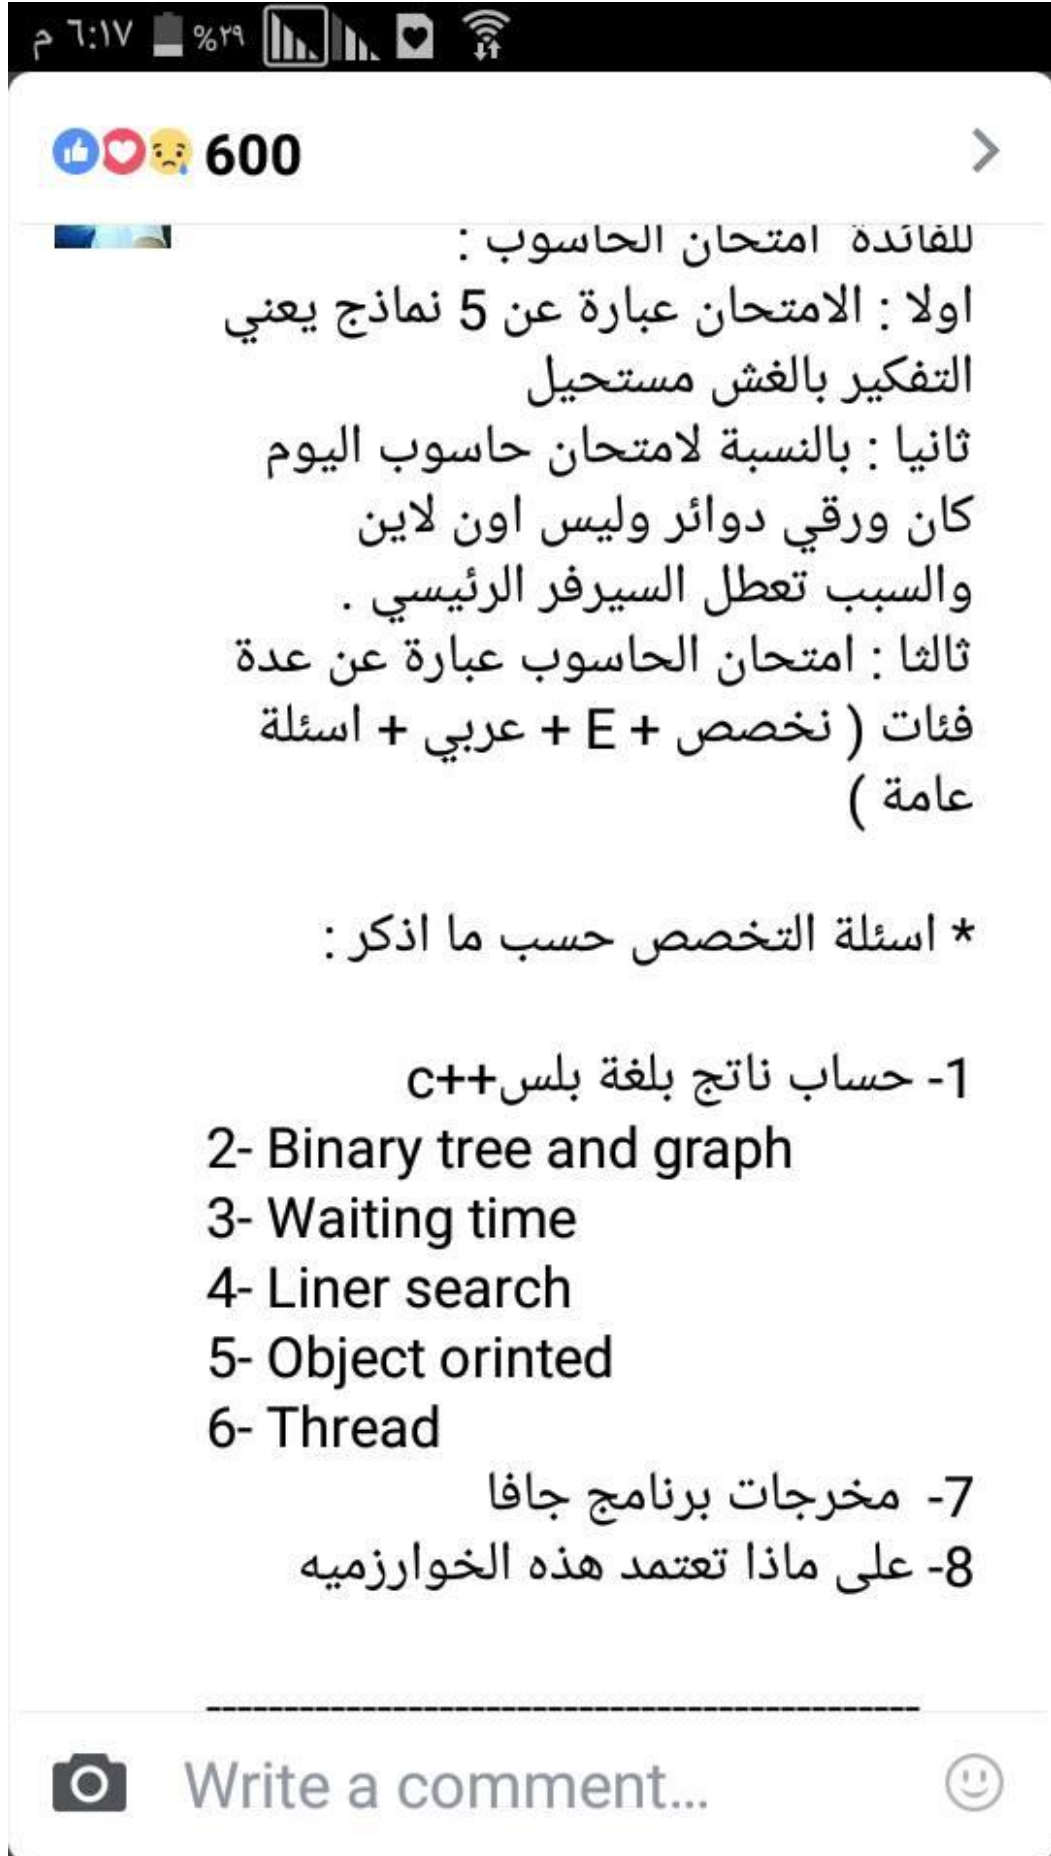 ٦:١٧ م
%٢٩
600
للفائدة امتحان الحاسوب :
اولا : الامتحان عبارة عن 5 نماذج يعني
التفكير بالغش مستحيل
ثانيا : بالنسبة لامتحان حاسوب اليوم
كان ورقي دوائر وليس اون لاين
والسبب تعطل السيرفر الرئيسي .
ثالثا : امتحان الحاسوب عبارة عن عدة
فئات ( نخصص + E + عربي + اسئلة
عامة )
* اسئلة التخصص حسب ما اذكر :
1- حساب ناتج بلغة بلس++c
2- Binary tree and graph
3- Waiting time
4- Liner search
5- Object orinted
6- Thread
7- مخرجات برنامج جافا
8- على ماذا تعتمد هذه الخوارزميه
----------------------------------------------
Write a comment...